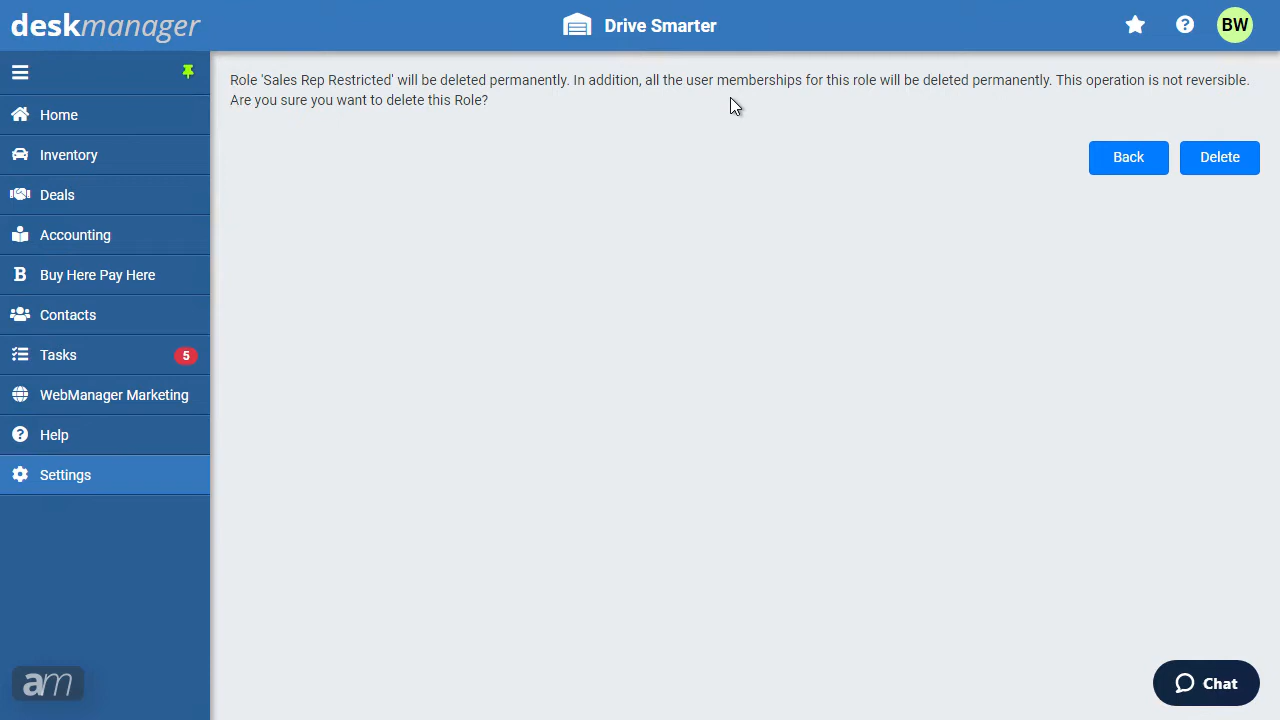 deskmanager
Drive Smarter
BW
Home
Inventory
Deals
Accounting
Buy Here Pay Here
Contacts
Tasks
5
WebManager Marketing
Help
Settings
am
Role 'Sales Rep Restricted' will be deleted permanently. In addition, all the user memberships for this role will be deleted permanently. This operation is not reversible.
Are you sure you want to delete this Role?
Back
Delete
Chat